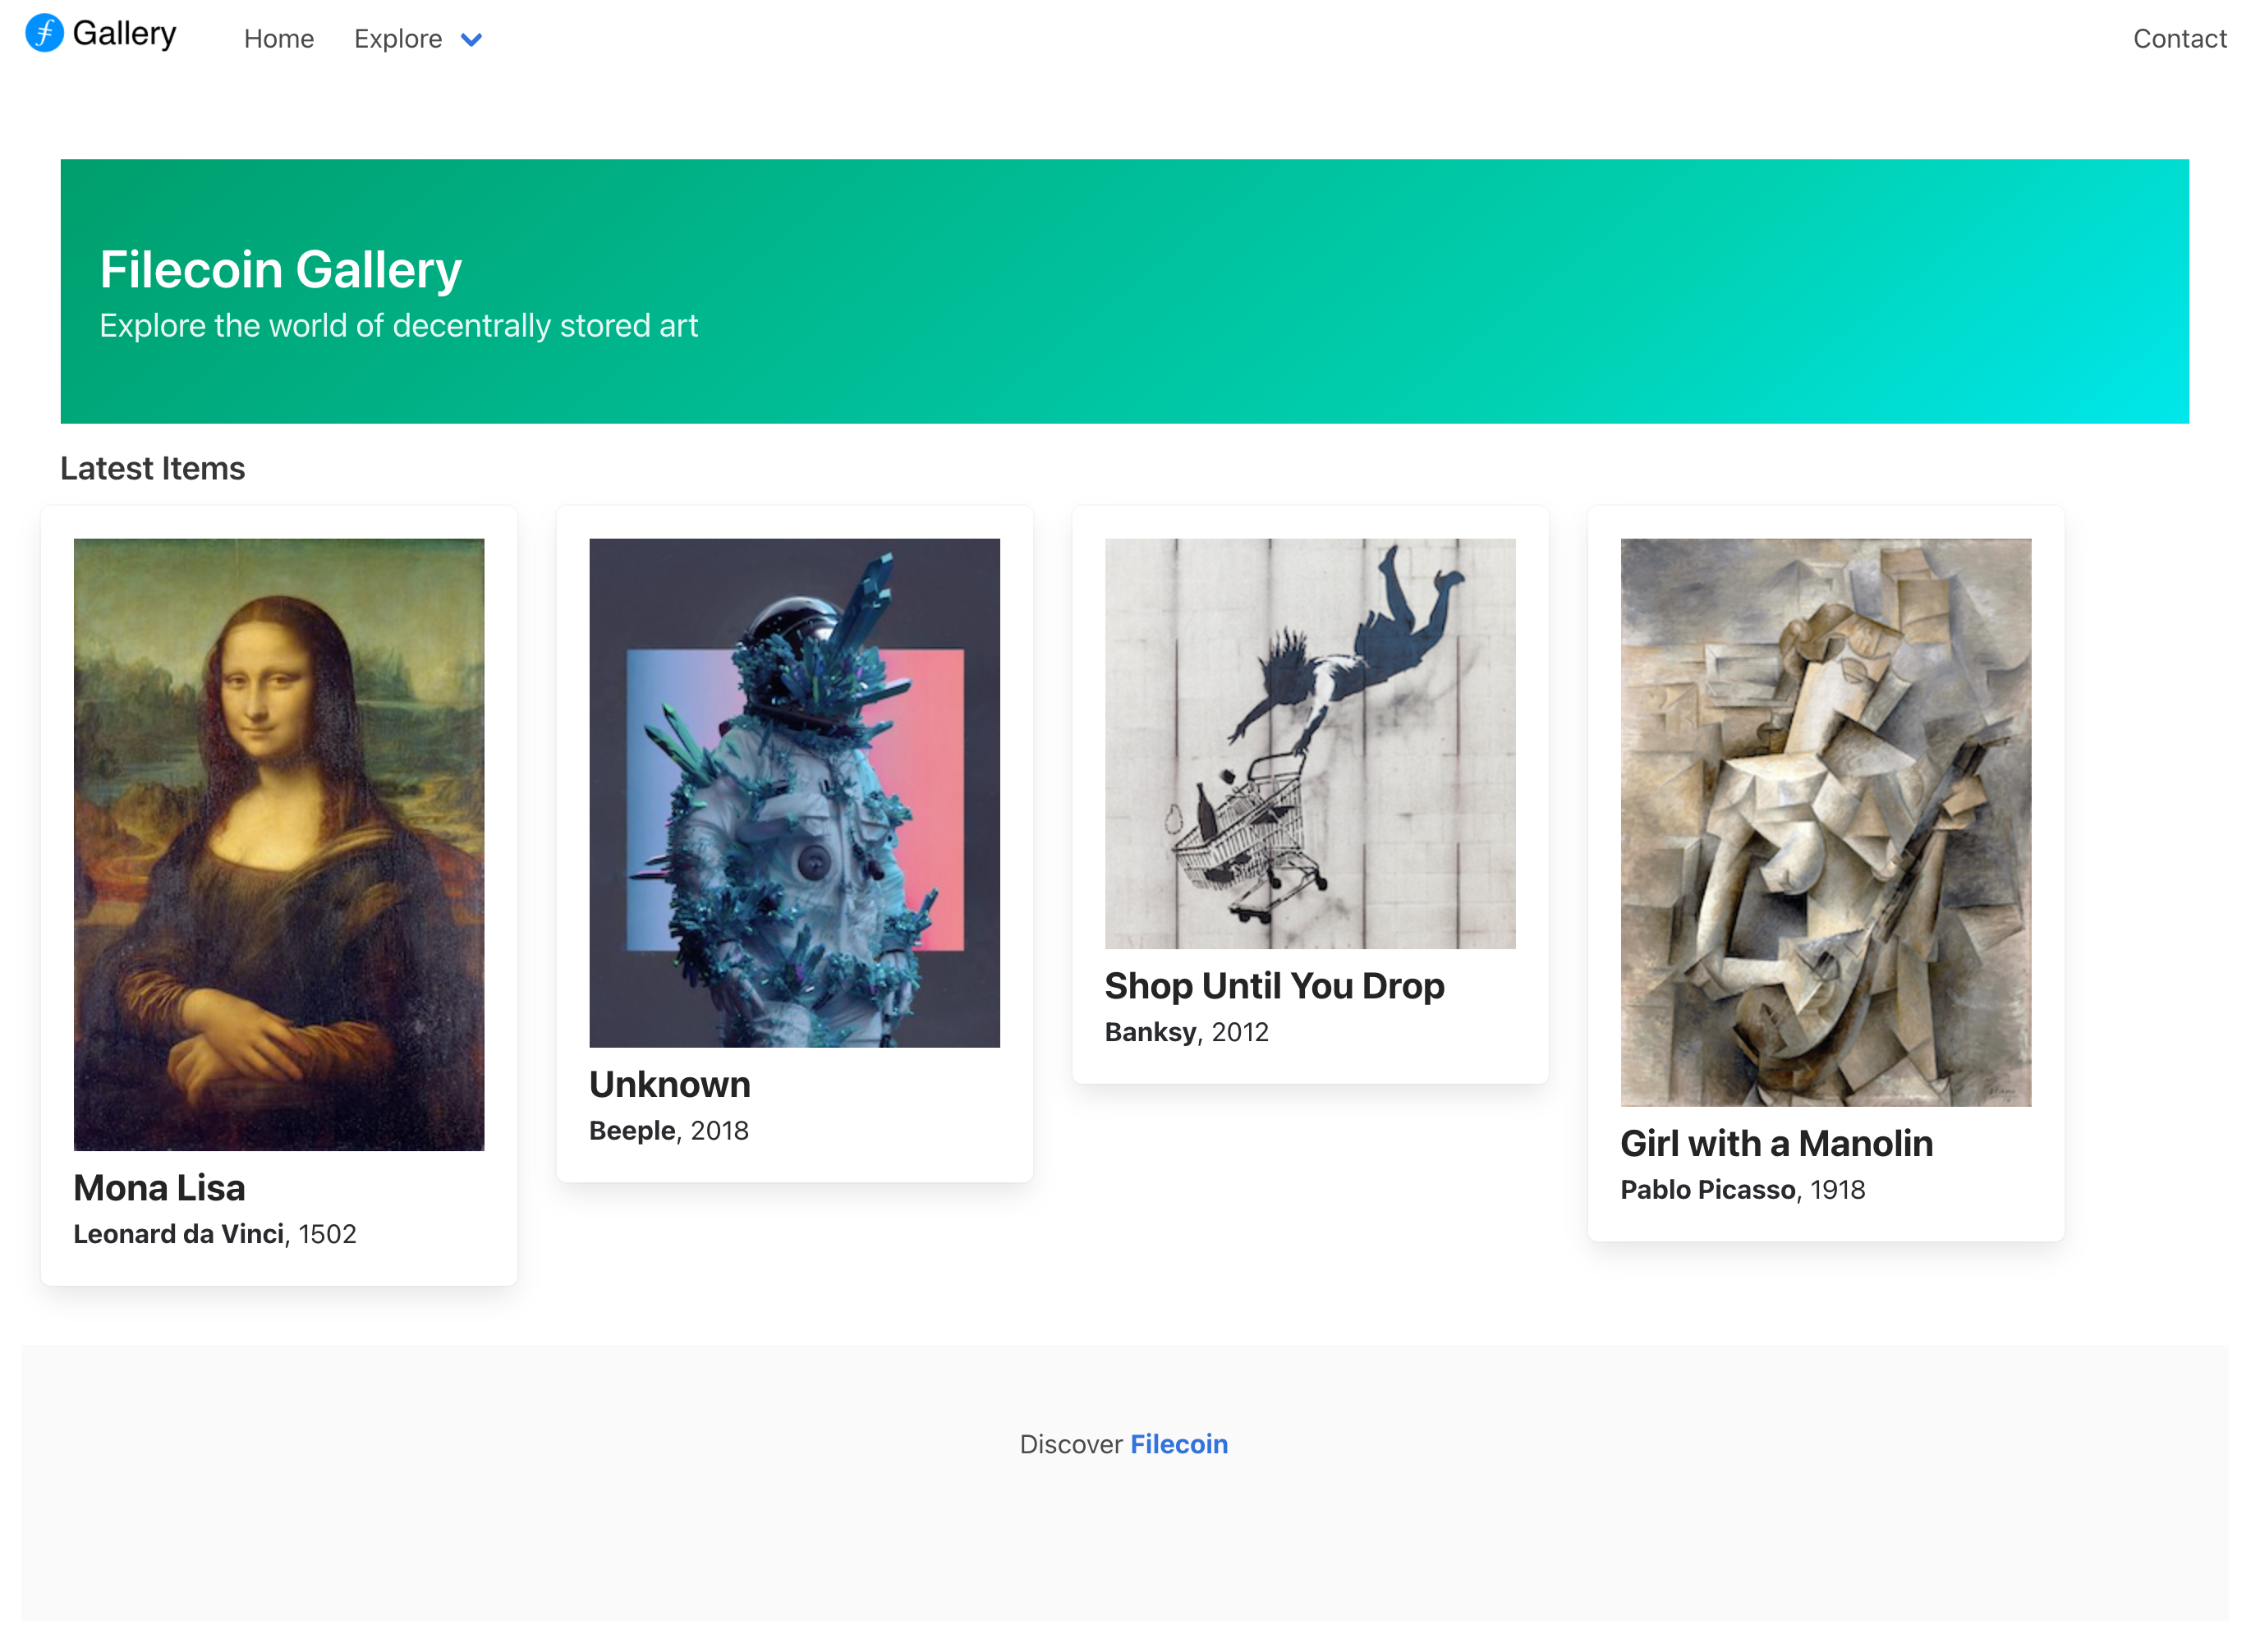 Gallery
Home
Explore
Contact
Filecoin Gallery
Explore the world of decentrally stored art
Latest Items
Mona Lisa
Leonard da Vinci, 1502
Unknown
Beeple, 2018
Shop Until You Drop
Banksy, 2012
Girl with a Manolin
Pablo Picasso, 1918
Discover Filecoin